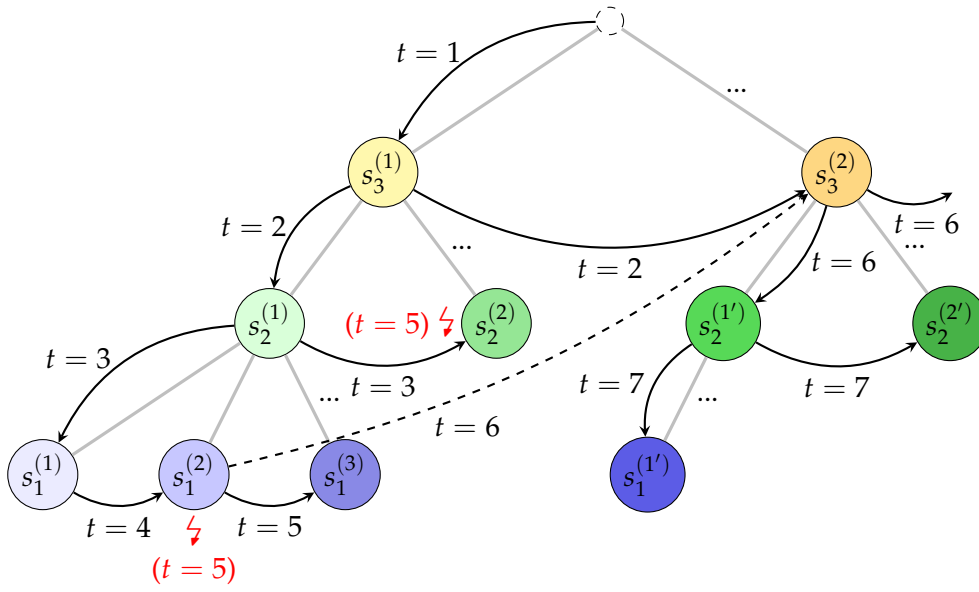 t = 1
...
s_3^{(1)}
s_3^{(2)}
t = 2
...
t = 2
t = 6
...
t = 6
s_2^{(1)}
(t = 5)
s_2^{(2)}
s_2^{(1')}
s_2^{(2')}
t = 3
t = 3
...
t = 6
t = 7
...
t = 7
s_1^{(1)}
s_1^{(2)}
s_1^{(3)}
s_1^{(1')}
t = 4
t = 5
(t = 5)